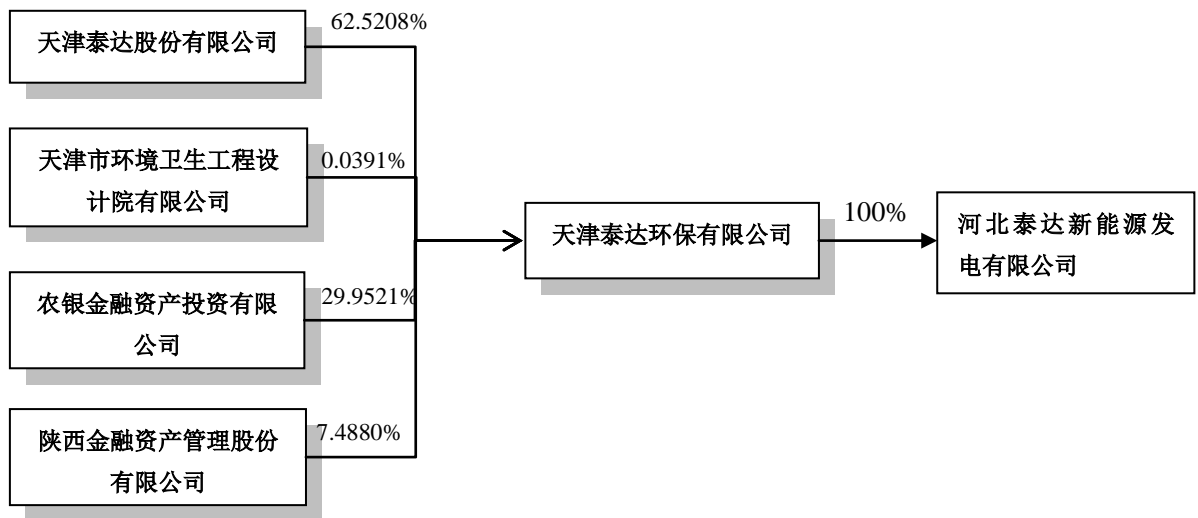 天津泰达股份有限公司
62.5208%
天津市环境卫生工程设
计院有限公司
0.0391%
农银金融资产投资有限
公司
29.9521%
陕西金融资产管理股份
有限公司
7.4880%
天津泰达环保有限公司
100%
河北泰达新能源发
电有限公司